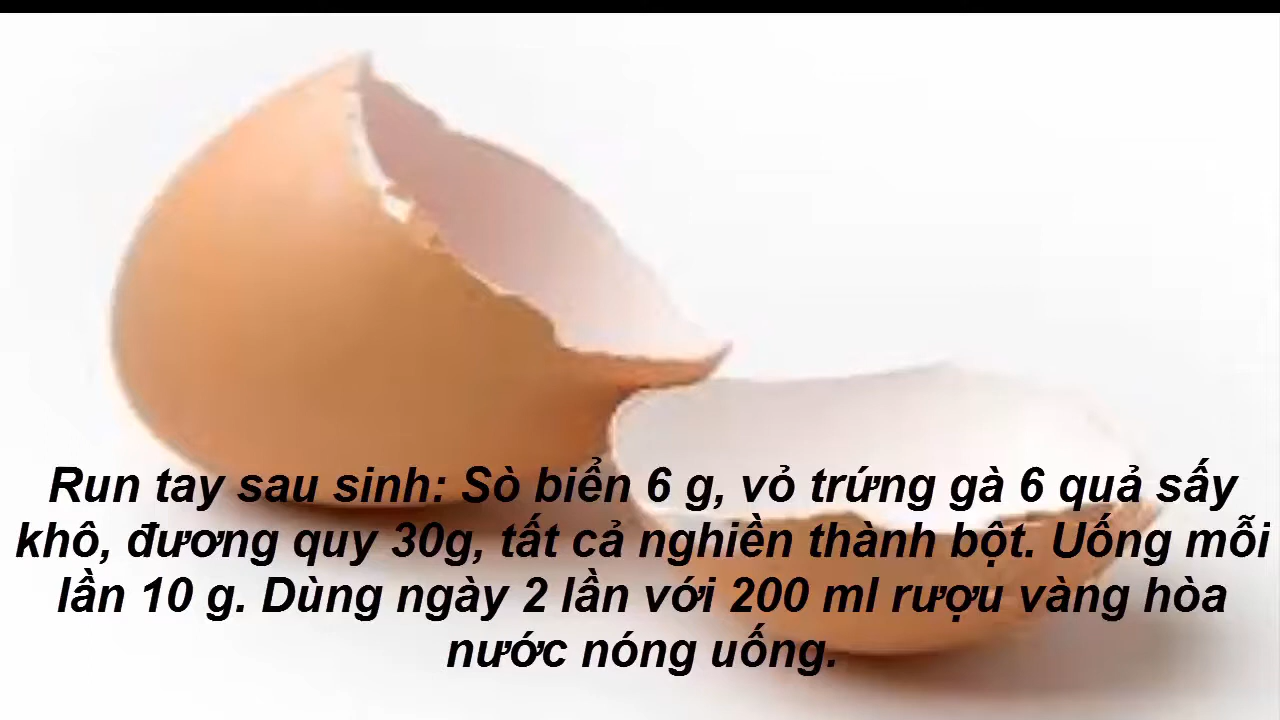 Run tay sau sinh: Sò biển 6 g, vỏ trứng gà 6 quả sấy
khô, đương quy 30g, tất cả nghiền thành bột. Uống mỗi
lần 10 g. Dùng ngày 2 lần với 200 ml rượu vàng hòa
nước nóng uống.